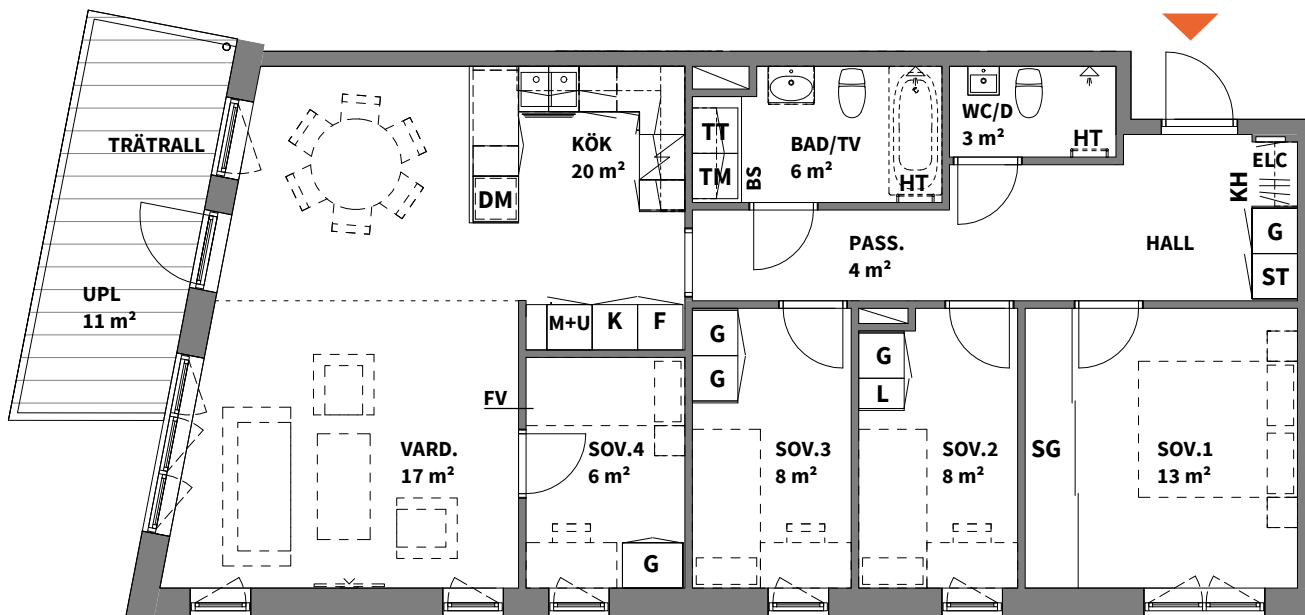 TRÄTRALL
UPL
11 m²
KÖK
20 m²
DM
M+U
K
F
TT
TM
BS
BAD/TV
6 m²
HT
WC/D
3 m²
HT
ELC
KH
G
ST
PASS.
4 m²
HALL
VARD.
17 m²
FV
SOV.4
6 m²
G
G
G
SOV.3
8 m²
G
L
SOV.2
8 m²
SG
SOV.1
13 m²